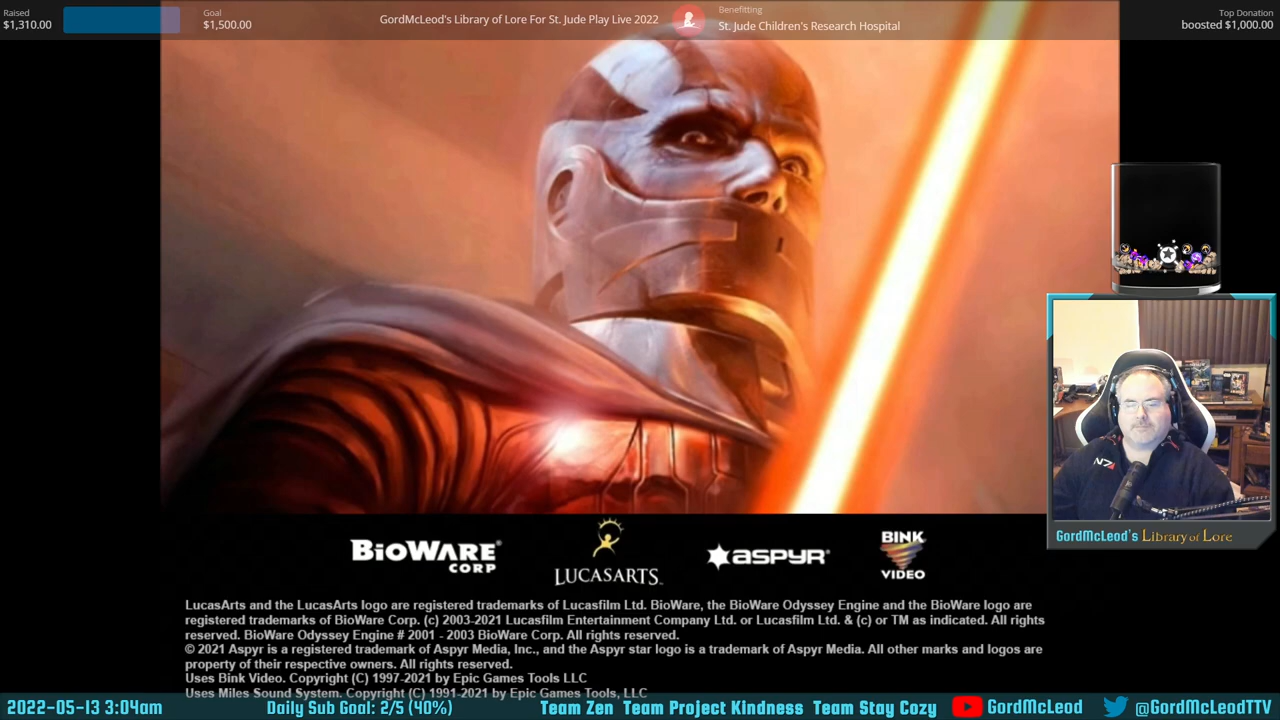 Raised
$1,310.00
Goal
$1,500.00
GordMcLeod's Library of Lore For St. Jude Play Live 2022
Benefitting
St. Jude Children's Research Hospital
Top Donation
boosted $1,000.00
N7
GordMcLeod's Library of Lore
BIOWARE®
CORP
LUCASARTS™
ASPYR®
BINK
VIDEO
LucasArts and the LucasArts logo are registered trademarks of Lucasfilm Ltd. BioWare, the BioWare Odyssey Engine and the BioWare logo are
registered trademarks of BioWare Corp. (c) 2003-2021 Lucasfilm Entertainment Company Ltd. or Lucasfilm Ltd. & (c) or TM as indicated. All rights
reserved. BioWare Odyssey Engine # 2001 - 2003 BioWare Corp. All rights reserved.
© 2021 Aspyr is a registered trademark of Aspyr Media, Inc., and the Aspyr star logo is a trademark of Aspyr Media. All other marks and logos are
property of their respective owners. All rights reserved.
Uses Bink Video. Copyright (C) 1997-2021 by Epic Games Tools LLC
Uses Miles Sound System. Copyright (C) 1991-2021 by Epic Games Tools, LLC
2022-05-13 3:04am
Daily Sub Goal: 2/5 (40%)
Team Zen Team Project Kindness Team Stay Cozy
GordMcLeod
@GordMcLeodTTV